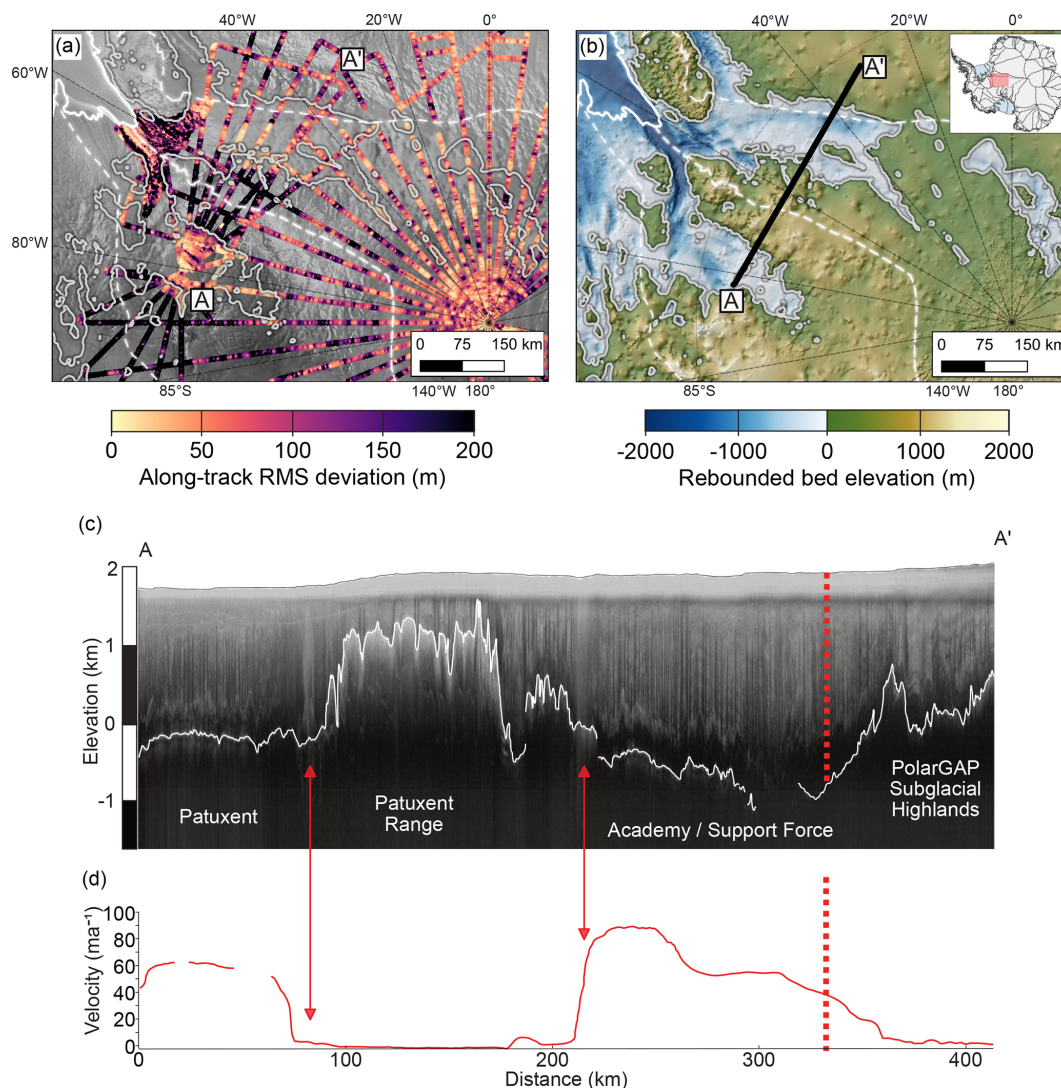 40°W 20°W 0° 40°W 20°W 0°
(a) A' (b) A'
60°W
80°W
A A
0 75 150 km 0 75 150 km
85°S 140°W 180° 85°S 140°W 180°
0 50 100 150 200 -2000 -1000 0 1000 2000
Along-track RMS deviation (m) Rebounded bed elevation (m)
(c)
A A'
2
1
0
-1
Elevation (km)
Patuxent
Patuxent
Range
Academy / Support Force
PolarGAP
Subglacial
Highlands
(d)
100
80
60
40
20
0
Velocity (ma⁻¹)
0 100 200 300 400
Distance (km)